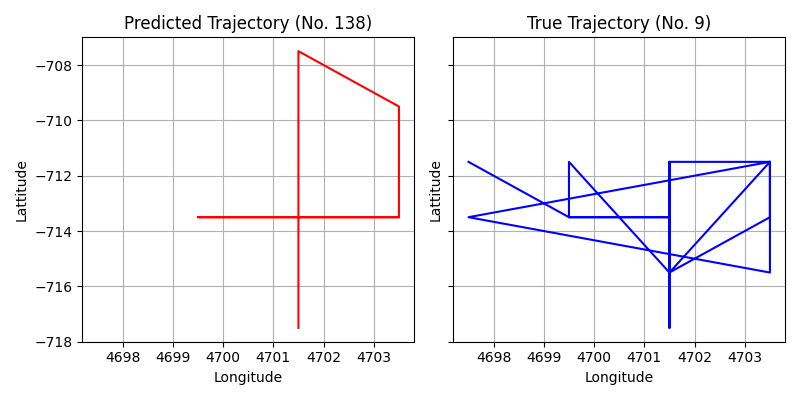 Predicted Trajectory (No. 138)
True Trajectory (No. 9)
−708
−710
−712
−714
−716
−718
Lattitude
Lattitude
4698 4699 4700 4701 4702 4703
4698 4699 4700 4701 4702 4703
Longitude
Longitude